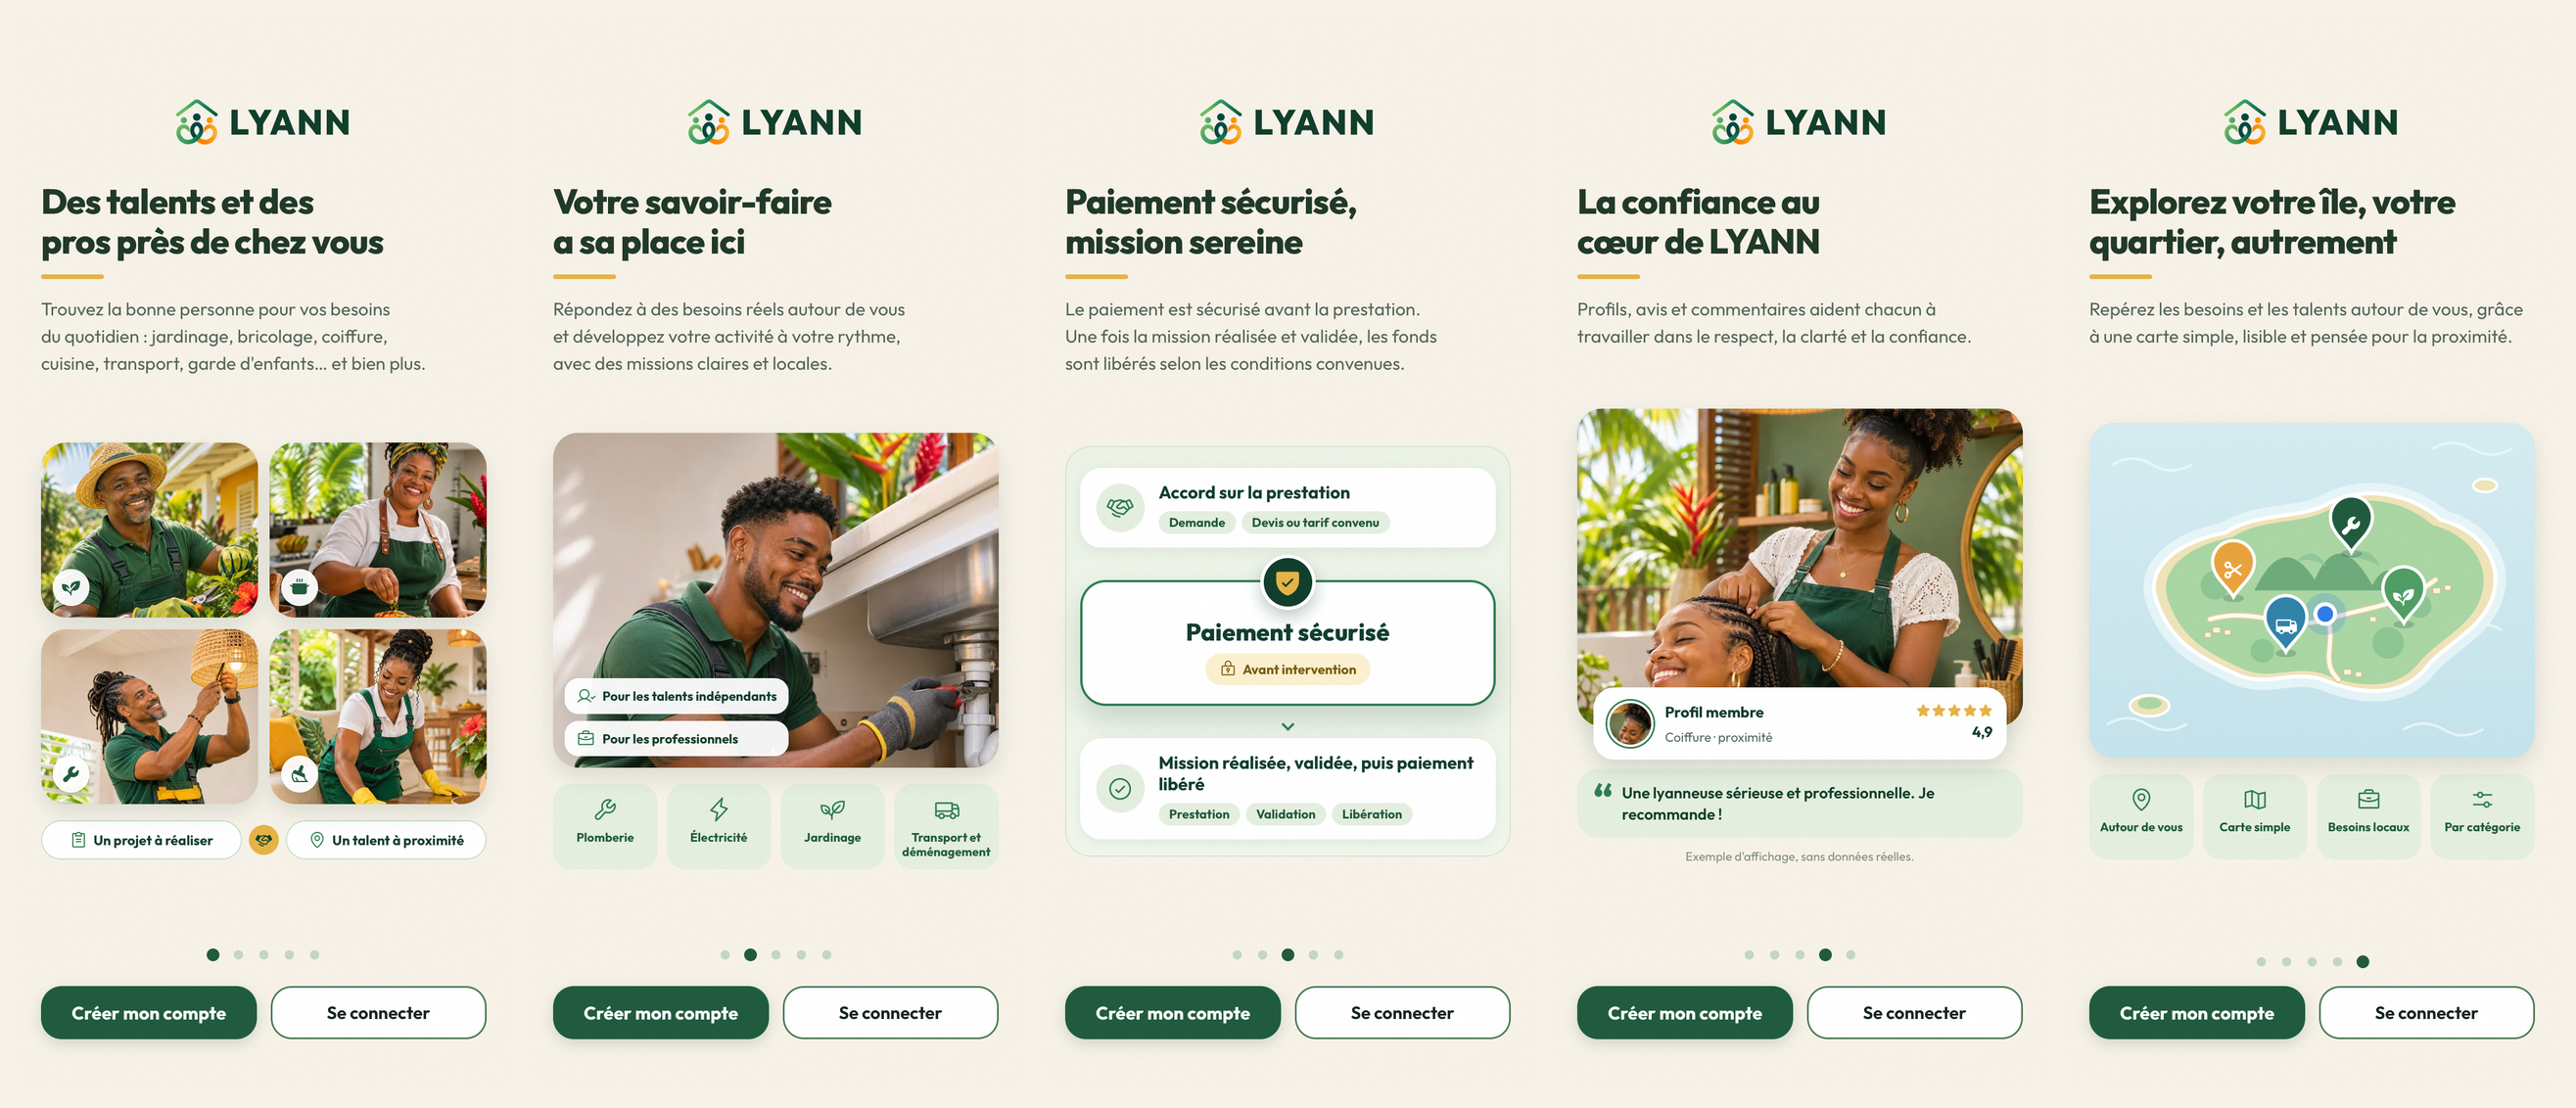 LYANN
Des talents et des
pros près de chez vous
Trouvez la bonne personne pour vos besoins
du quotidien : jardinage, bricolage, coiffure,
cuisine, transport, garde d'enfants... et bien plus.
Un projet à réaliser
Un talent à proximité
Créer mon compte
Se connecter
LYANN
Votre savoir-faire
a sa place ici
Répondez à des besoins réels autour de vous
et développez votre activité à votre rythme,
avec des missions claires et locales.
Pour les talents indépendants
Pour les professionnels
Plomberie
Électricité
Jardinage
Transport et
déménagement
Créer mon compte
Se connecter
LYANN
Paiement sécurisé,
mission sereine
Le paiement est sécurisé avant la prestation.
Une fois la mission réalisée et validée, les fonds
sont libérés selon les conditions convenues.
Accord sur la prestation
Demande
Devis ou tarif convenu
Paiement sécurisé
Avant intervention
Mission réalisée, validée, puis paiement
libéré
Prestation
Validation
Libération
Créer mon compte
Se connecter
LYANN
La confiance au
cœur de LYANN
Profils, avis et commentaires aident chacun à
travailler dans le respect, la clarté et la confiance.
Profil membre
Coiffure · proximité
4,9
“ Une lyanneuse sérieuse et professionnelle. Je
recommande !
Exemple d'affichage, sans données réelles.
Créer mon compte
Se connecter
LYANN
Explorez votre île, votre
quartier, autrement
Repérez les besoins et les talents autour de vous, grâce
à une carte simple, lisible et pensée pour la proximité.
Autour de vous
Carte simple
Besoins locaux
Par catégorie
Créer mon compte
Se connecter